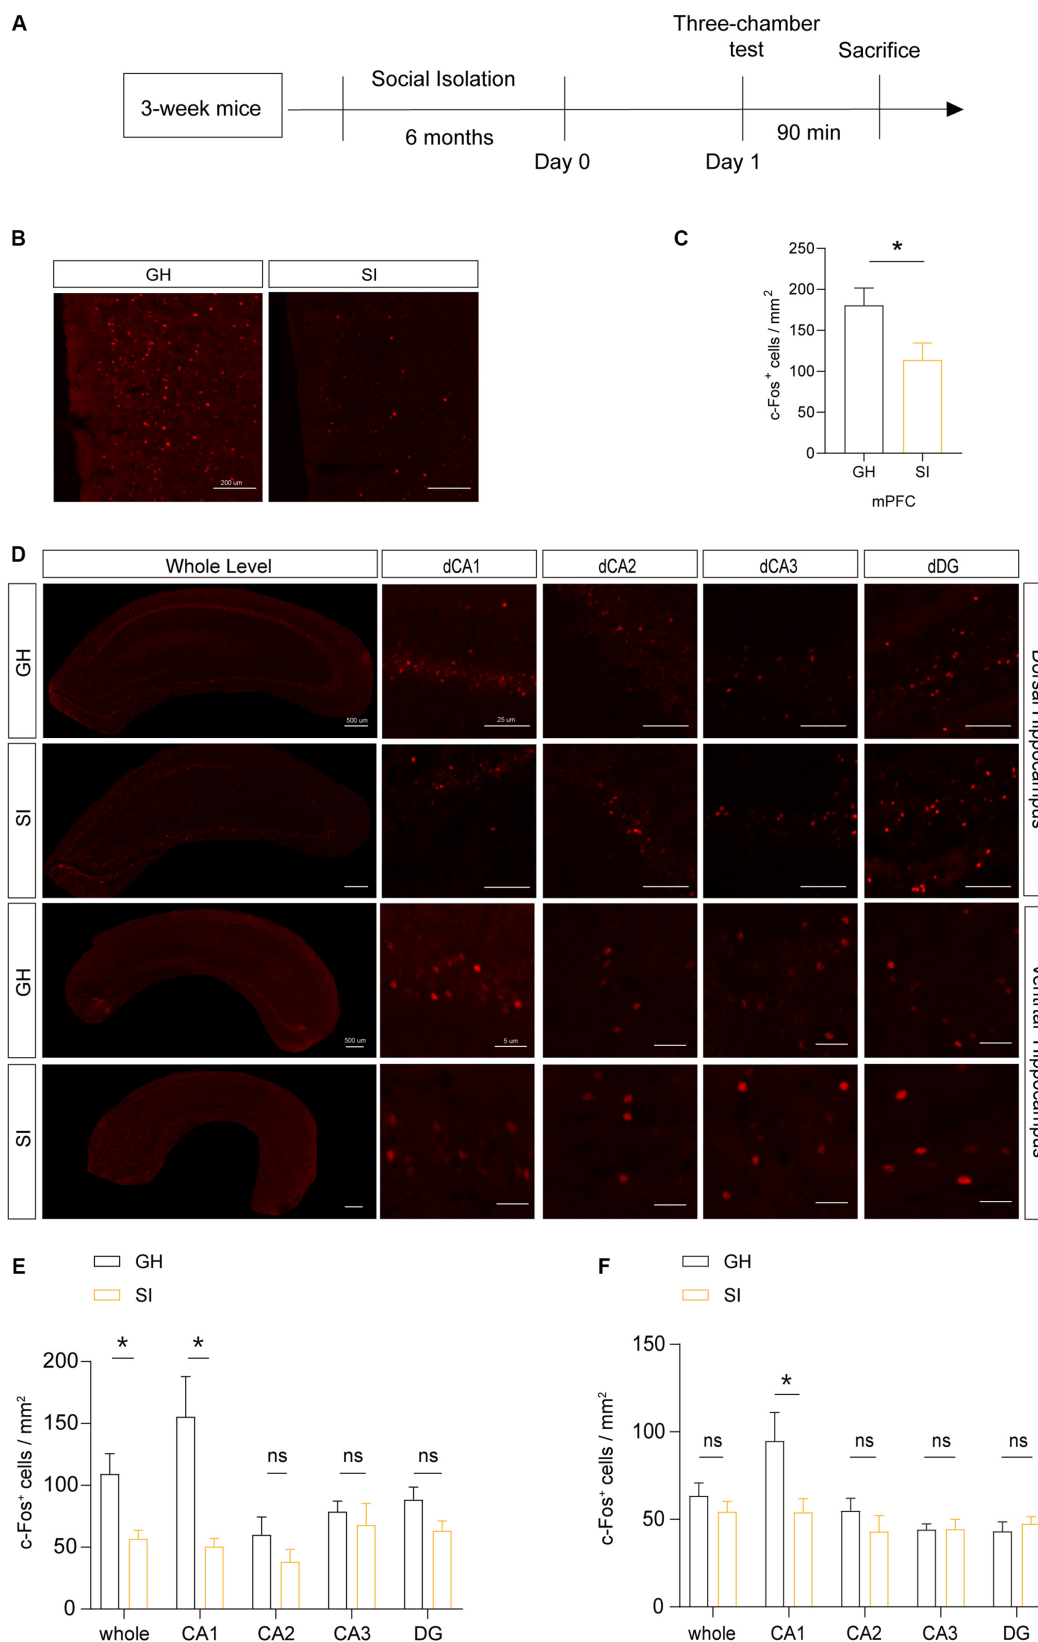 A
Three-chamber
test
Sacrifice
Social Isolation
3-week mice
6 months
90 min
Day 0
Day 1
B
GH
SI
200 um
C
*
250
200
150
100
50
0
c-Fos⁺ cells / mm²
GH
SI
mPFC
D
Whole Level
dCA1
dCA2
dCA3
dDG
GH
500 um
25 um
SI
Dorsal Hippocampus
GH
500 um
5 um
SI
Ventral Hippocampus
E
GH
SI
*
*
ns
ns
ns
200
150
100
50
0
c-Fos⁺ cells / mm²
whole
CA1
CA2
CA3
DG
F
GH
SI
ns
*
ns
ns
ns
150
100
50
0
c-Fos⁺ cells / mm²
whole
CA1
CA2
CA3
DG